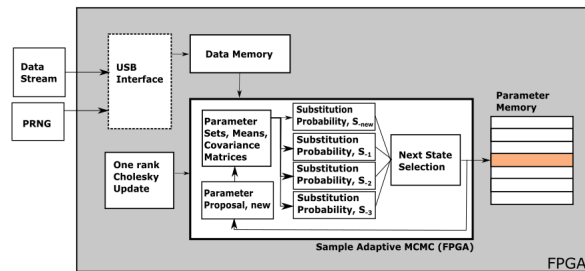 Data
Stream
PRNG
USB
Interface
Data Memory
One rank
Cholesky
Update
Parameter
Sets, Means,
Covariance
Matrices
Parameter
Proposal, new
Substitution
Probability, S-new
Substitution
Probability, S-1
Substitution
Probability, S-2
Substitution
Probability, S-3
Next State
Selection
Sample Adaptive MCMC (FPGA)
Parameter
Memory
FPGA